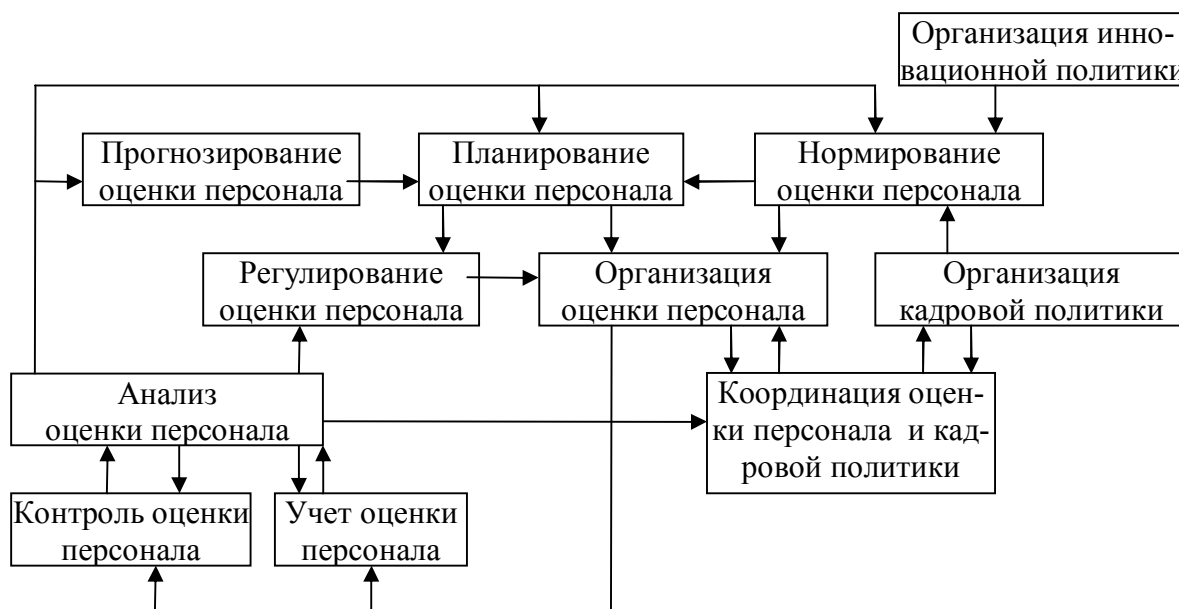 Организация инно-
вационной политики
Прогнозирование
оценки персонала
Планирование
оценки персонала
Нормирование
оценки персонала
Регулирование
оценки персонала
Организация
оценки персонала
Организация
кадровой политики
Анализ
оценки персонала
Координация оцен-
ки персонала и кад-
ровой политики
Контроль оценки
персонала
Учет оценки
персонала